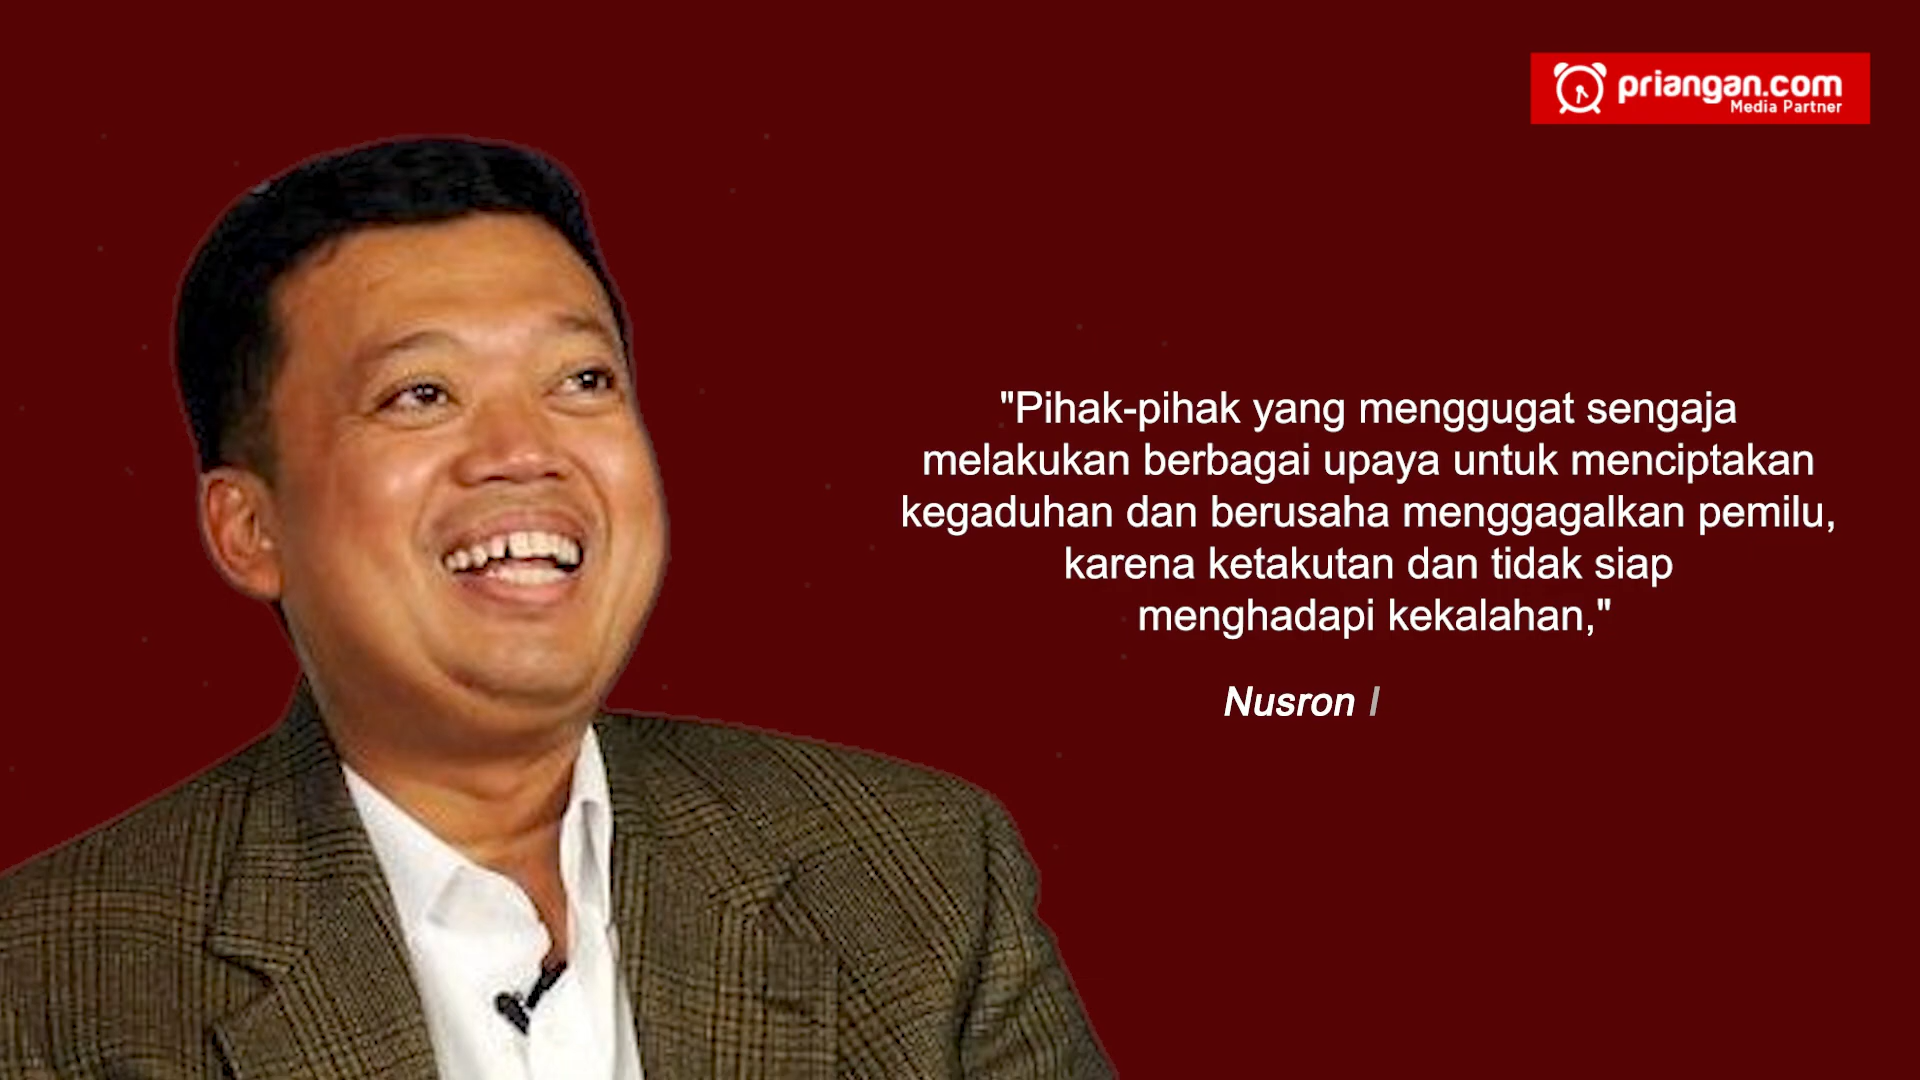 priangan.com
Media Partner
"Pihak-pihak yang menggugat sengaja
melakukan berbagai upaya untuk menciptakan
kegaduhan dan berusaha menggagalkan pemilu,
karena ketakutan dan tidak siap
menghadapi kekalahan,"
Nusron